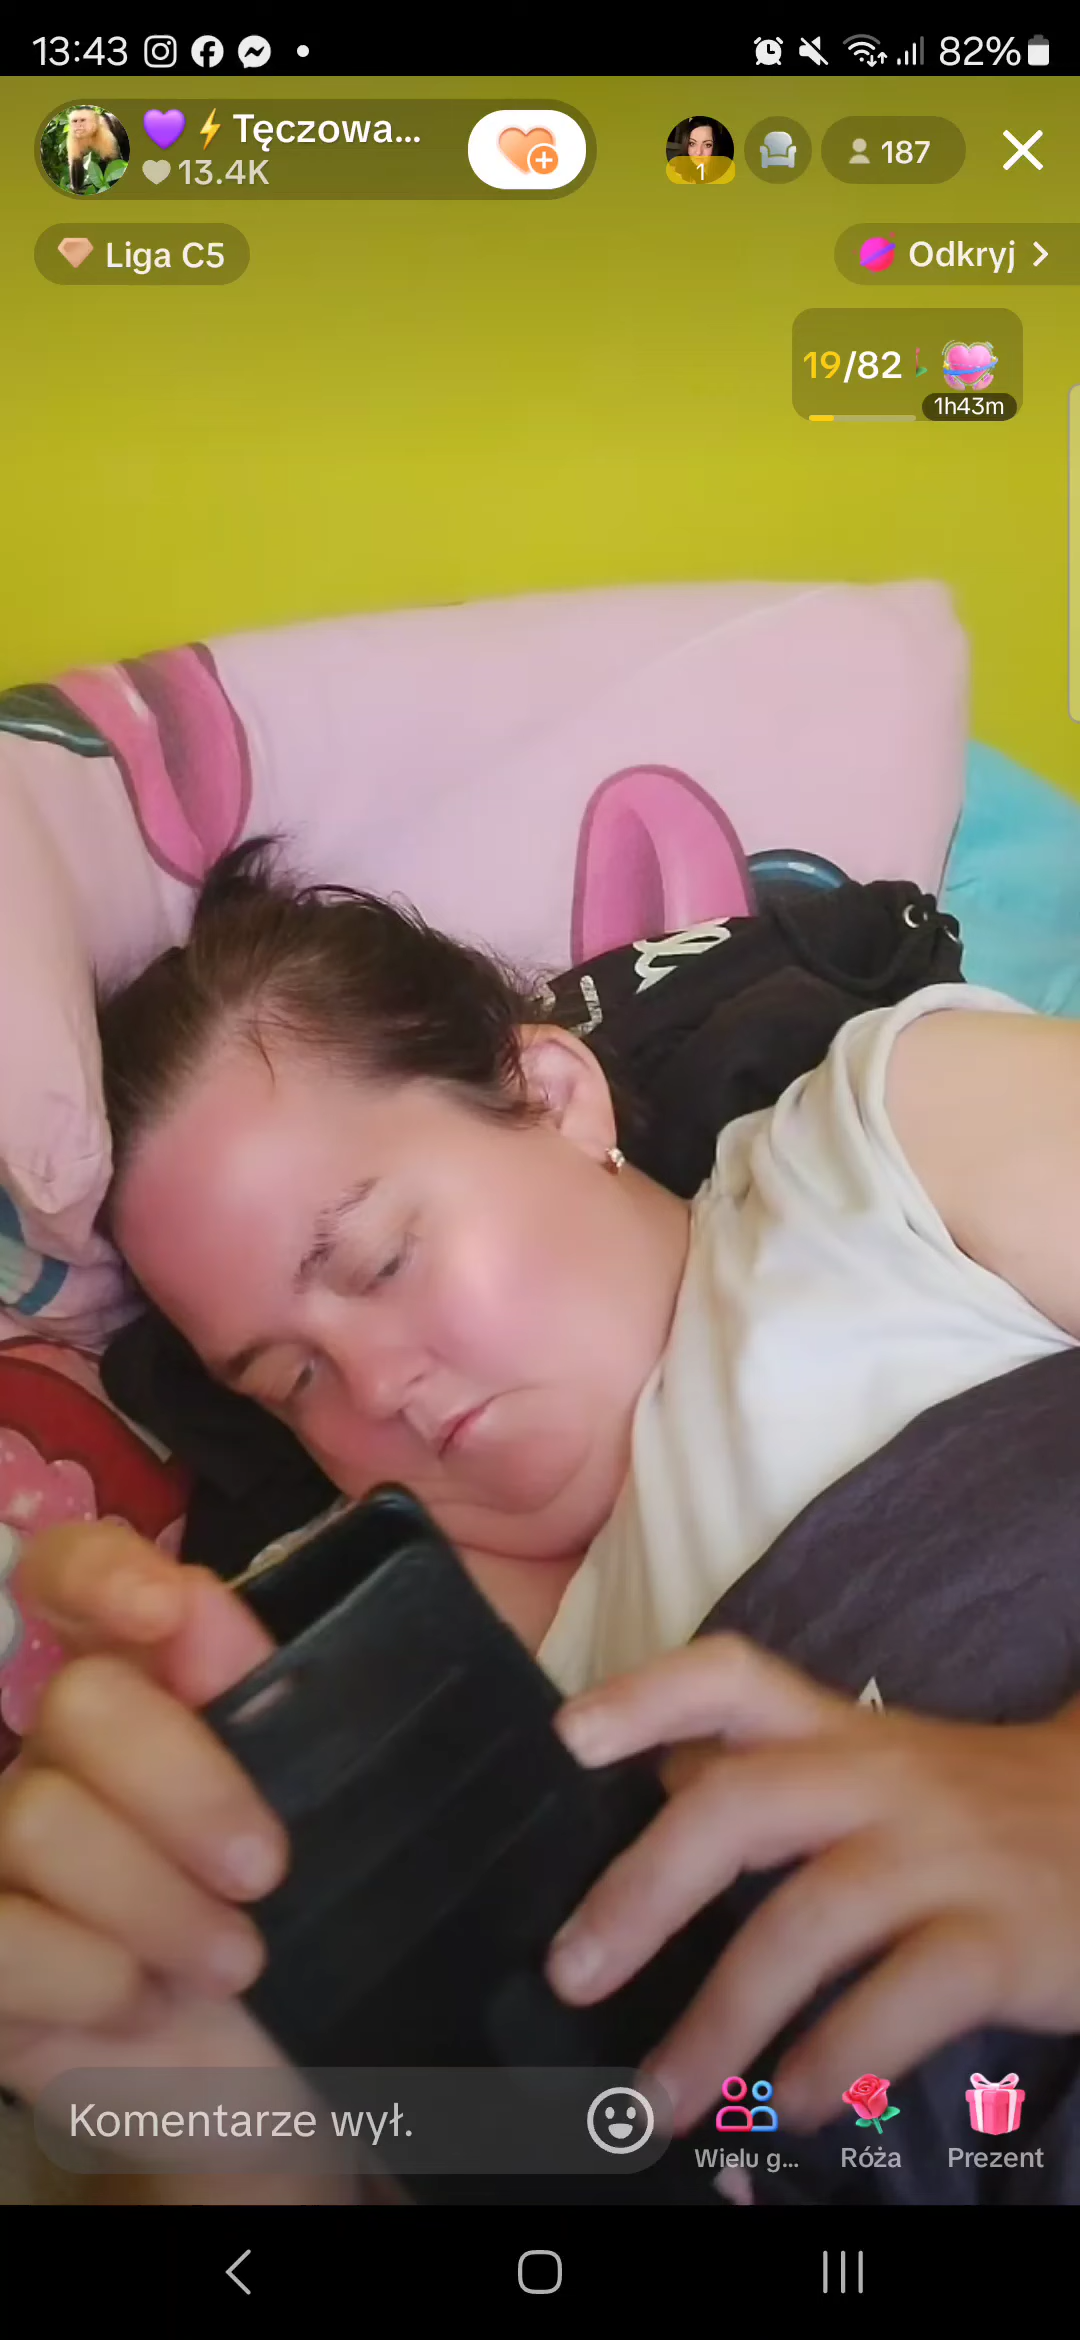 13:43
82%
Tęczowa...
13.4K
1
187
Liga C5
Odkryj
19/82
1h43m
Komentarze wył.
Wielu g...
Róża
Prezent